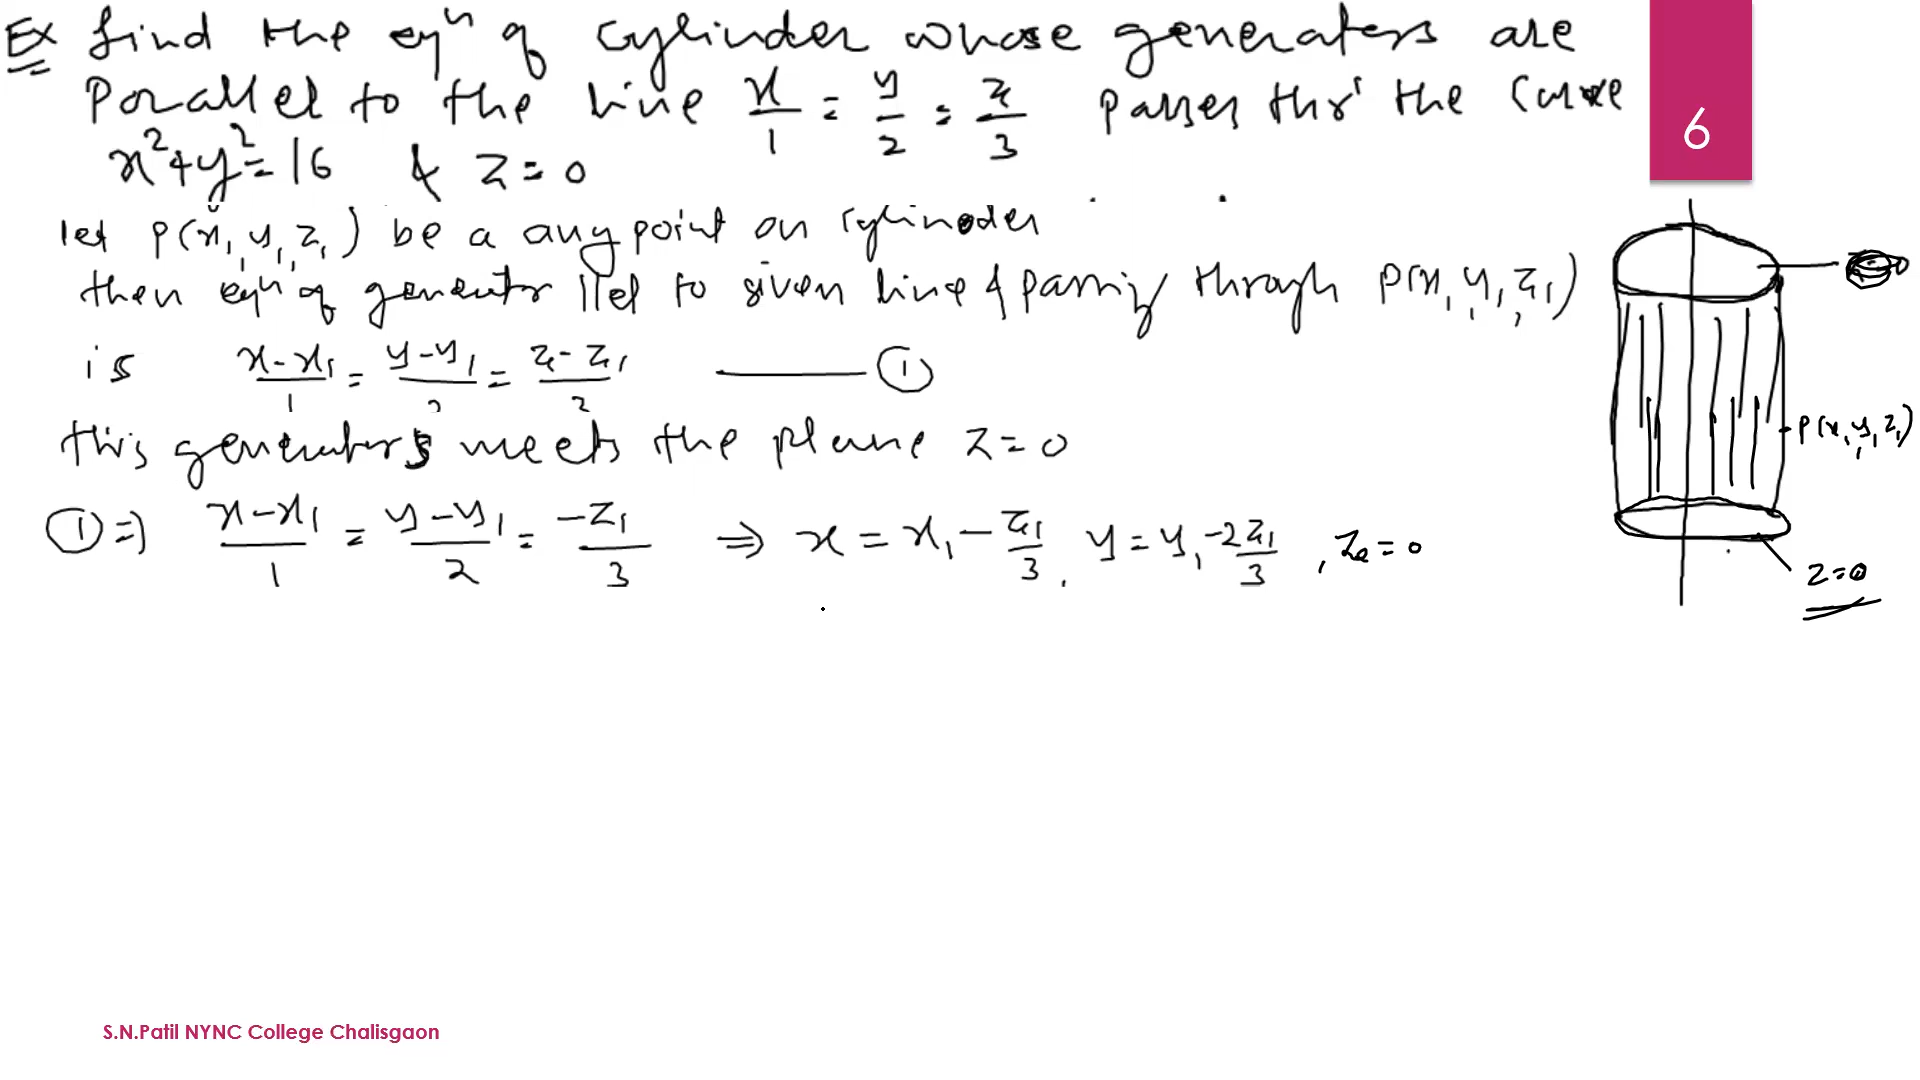 Ex find the eqⁿ of cylinder whose generators are
Parallel to the line x/1 = y/2 = z/3 passes thr' the curve
x²+y²=16 & z=0
let P(x₁, y₁, z₁) be a any point on cylinder
then eqⁿ of generator llel to given line & passing through P(x₁, y₁, z₁)
is (x-x₁)/1 = (y-y₁)/2 = (z-z₁)/3 —— ①
this generators meets the plane z=0
① ⇒ (x-x₁)/1 = (y-y₁)/2 = -z₁/3 ⇒ x = x₁ - z₁/3, y = y₁ - 2z₁/3, z=0
6
P(x₁, y₁, z₁)
z=0
S.N.Patil NYNC College Chalisgaon